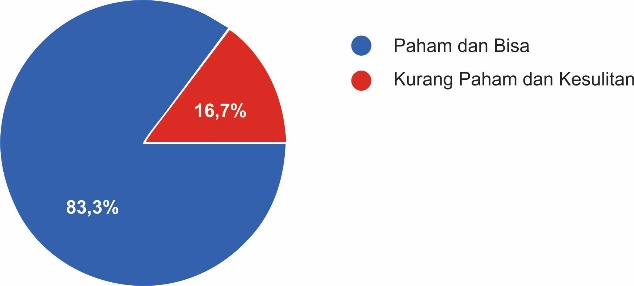 Paham dan Bisa
Kurang Paham dan Kesulitan
16,7%
83,3%